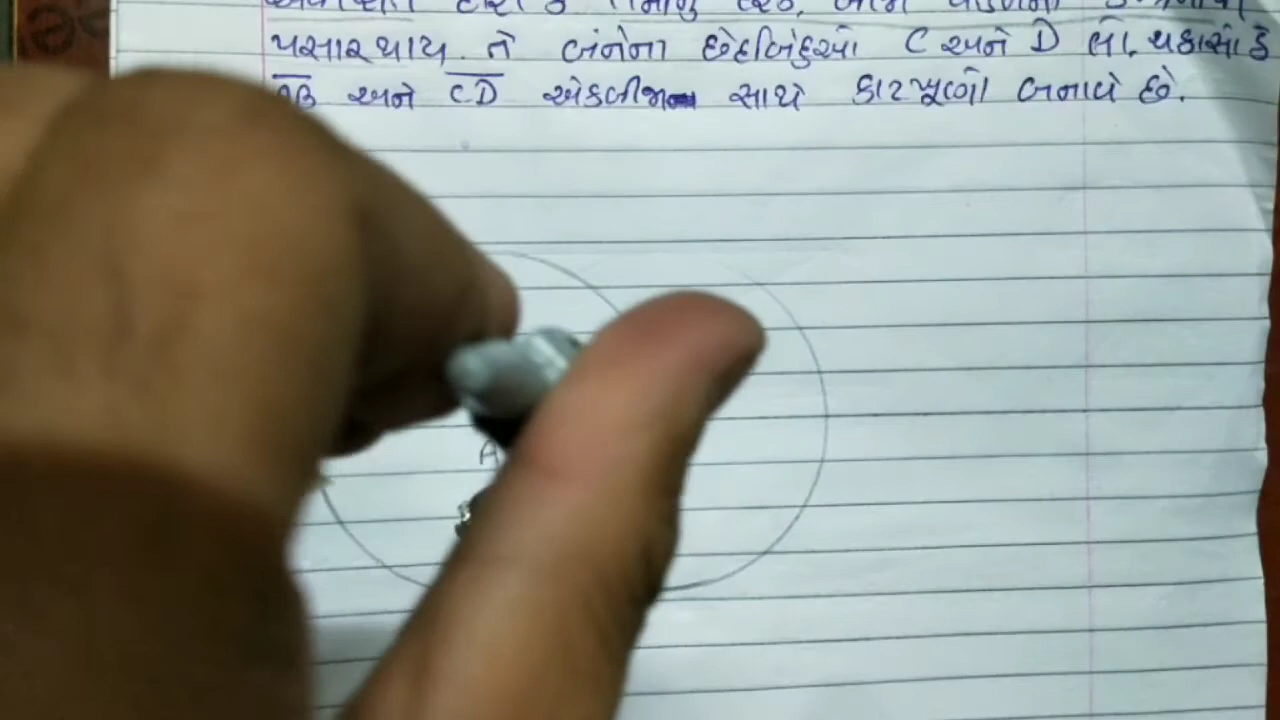 પસાર થાય. તે બંનેના છેદબિંદુઓ C અને D લો. ચકાસો કે
AB અને CD એકબીજા સાથે કાટખૂણો બનાવે છે.
A